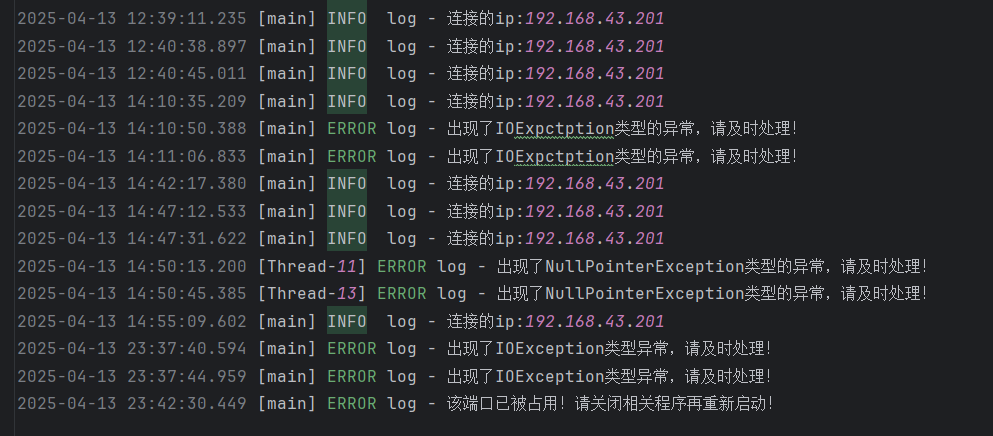 2025-04-13 12:39:11.235 [main] INFO  log - 连接的ip:192.168.43.201
2025-04-13 12:40:38.897 [main] INFO  log - 连接的ip:192.168.43.201
2025-04-13 12:40:45.011 [main] INFO  log - 连接的ip:192.168.43.201
2025-04-13 14:10:35.209 [main] INFO  log - 连接的ip:192.168.43.201
2025-04-13 14:10:50.388 [main] ERROR log - 出现了IOExpctption类型的异常，请及时处理！
2025-04-13 14:11:06.833 [main] ERROR log - 出现了IOExpctption类型的异常，请及时处理！
2025-04-13 14:42:17.380 [main] INFO  log - 连接的ip:192.168.43.201
2025-04-13 14:47:12.533 [main] INFO  log - 连接的ip:192.168.43.201
2025-04-13 14:47:31.622 [main] INFO  log - 连接的ip:192.168.43.201
2025-04-13 14:50:13.200 [Thread-11] ERROR log - 出现了NullPointerException类型的异常，请及时处理！
2025-04-13 14:50:45.385 [Thread-13] ERROR log - 出现了NullPointerException类型的异常，请及时处理！
2025-04-13 14:55:09.602 [main] INFO  log - 连接的ip:192.168.43.201
2025-04-13 23:37:40.594 [main] ERROR log - 出现了IOException类型异常，请及时处理！
2025-04-13 23:37:44.959 [main] ERROR log - 出现了IOException类型异常，请及时处理！
2025-04-13 23:42:30.449 [main] ERROR log - 该端口已被占用！请关闭相关程序再重新启动！